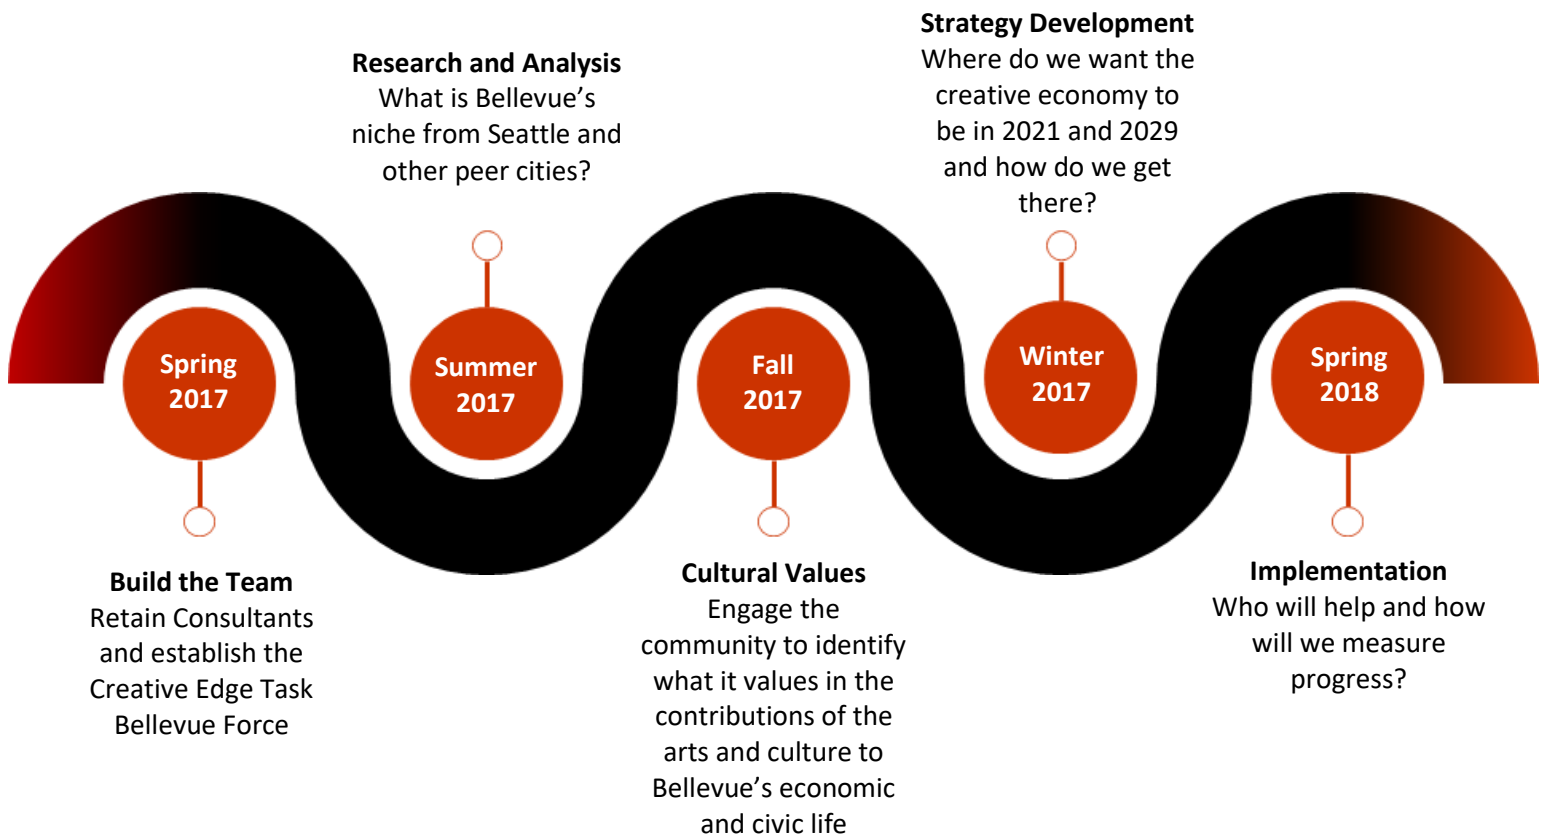 Research and Analysis
What is Bellevue’s
niche from Seattle and
other peer cities?
Strategy Development
Where do we want the
creative economy to
be in 2021 and 2029
and how do we get
there?
Spring
2017
Summer
2017
Fall
2017
Winter
2017
Spring
2018
Build the Team
Retain Consultants
and establish the
Creative Edge Task
Bellevue Force
Cultural Values
Engage the
community to identify
what it values in the
contributions of the
arts and culture to
Bellevue’s economic
and civic life
Implementation
Who will help and how
will we measure
progress?